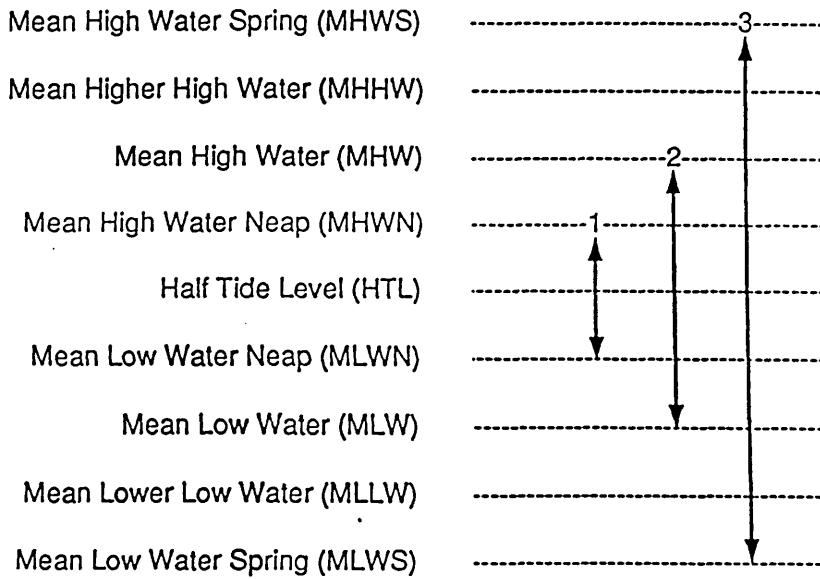 Mean High Water Spring (MHWS) 3
Mean Higher High Water (MHHW)
Mean High Water (MHW) 2
Mean High Water Neap (MHWN) 1
Half Tide Level (HTL)
Mean Low Water Neap (MLWN)
Mean Low Water (MLW)
Mean Lower Low Water (MLLW)
Mean Low Water Spring (MLWS)